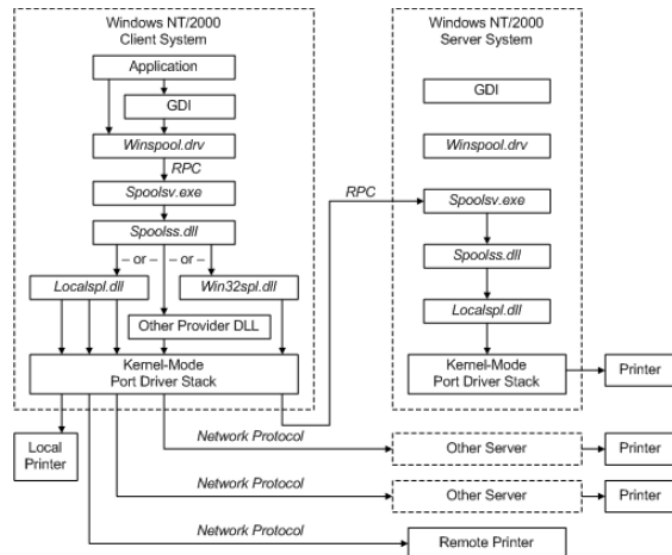 Windows NT/2000
Client System
Application
GDI
Winspool.drv
RPC
Spoolsv.exe
Spoolss.dll
– or – – or –
Localspl.dll
Win32spl.dll
Other Provider DLL
Kernel-Mode
Port Driver Stack
Local
Printer
Windows NT/2000
Server System
GDI
Winspool.drv
RPC
Spoolsv.exe
Spoolss.dll
Localspl.dll
Kernel-Mode
Port Driver Stack
Printer
Network Protocol
Other Server
Printer
Network Protocol
Other Server
Printer
Network Protocol
Remote Printer